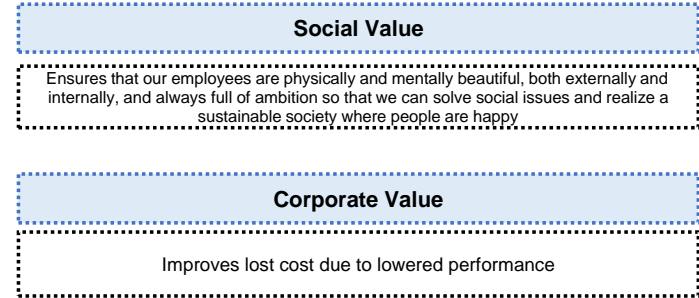 Social Value
Ensures that our employees are physically and mentally beautiful, both externally and
internally, and always full of ambition so that we can solve social issues and realize a
sustainable society where people are happy
Corporate Value
Improves lost cost due to lowered performance